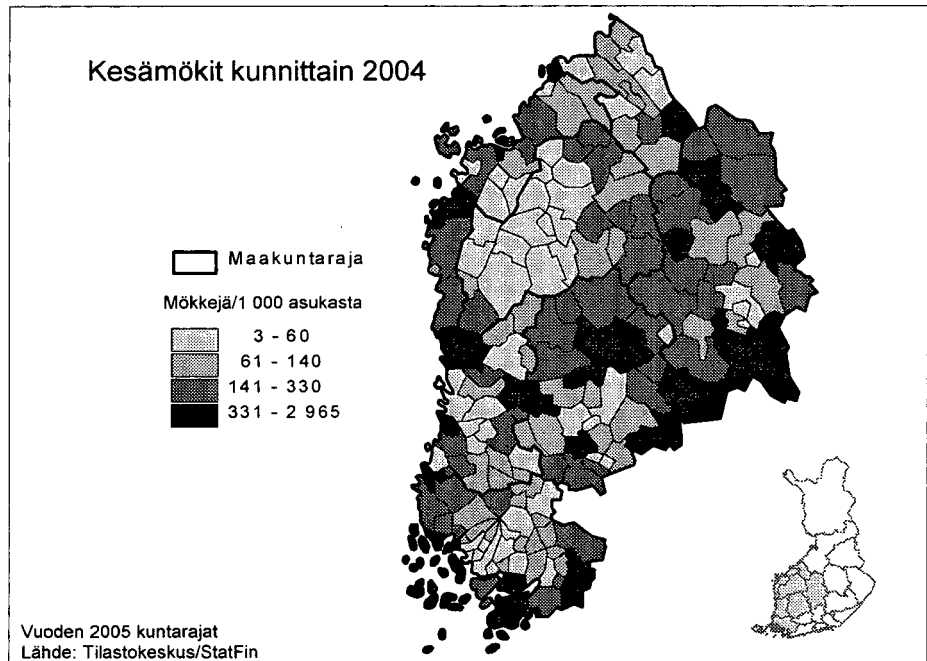 Kesämökit kunnittain 2004
Maakuntaraja
Mökkejä/1 000 asukasta
3 - 60
61 - 140
141 - 330
331 - 2 965
Vuoden 2005 kuntarajat
Lähde: Tilastokeskus/StatFin